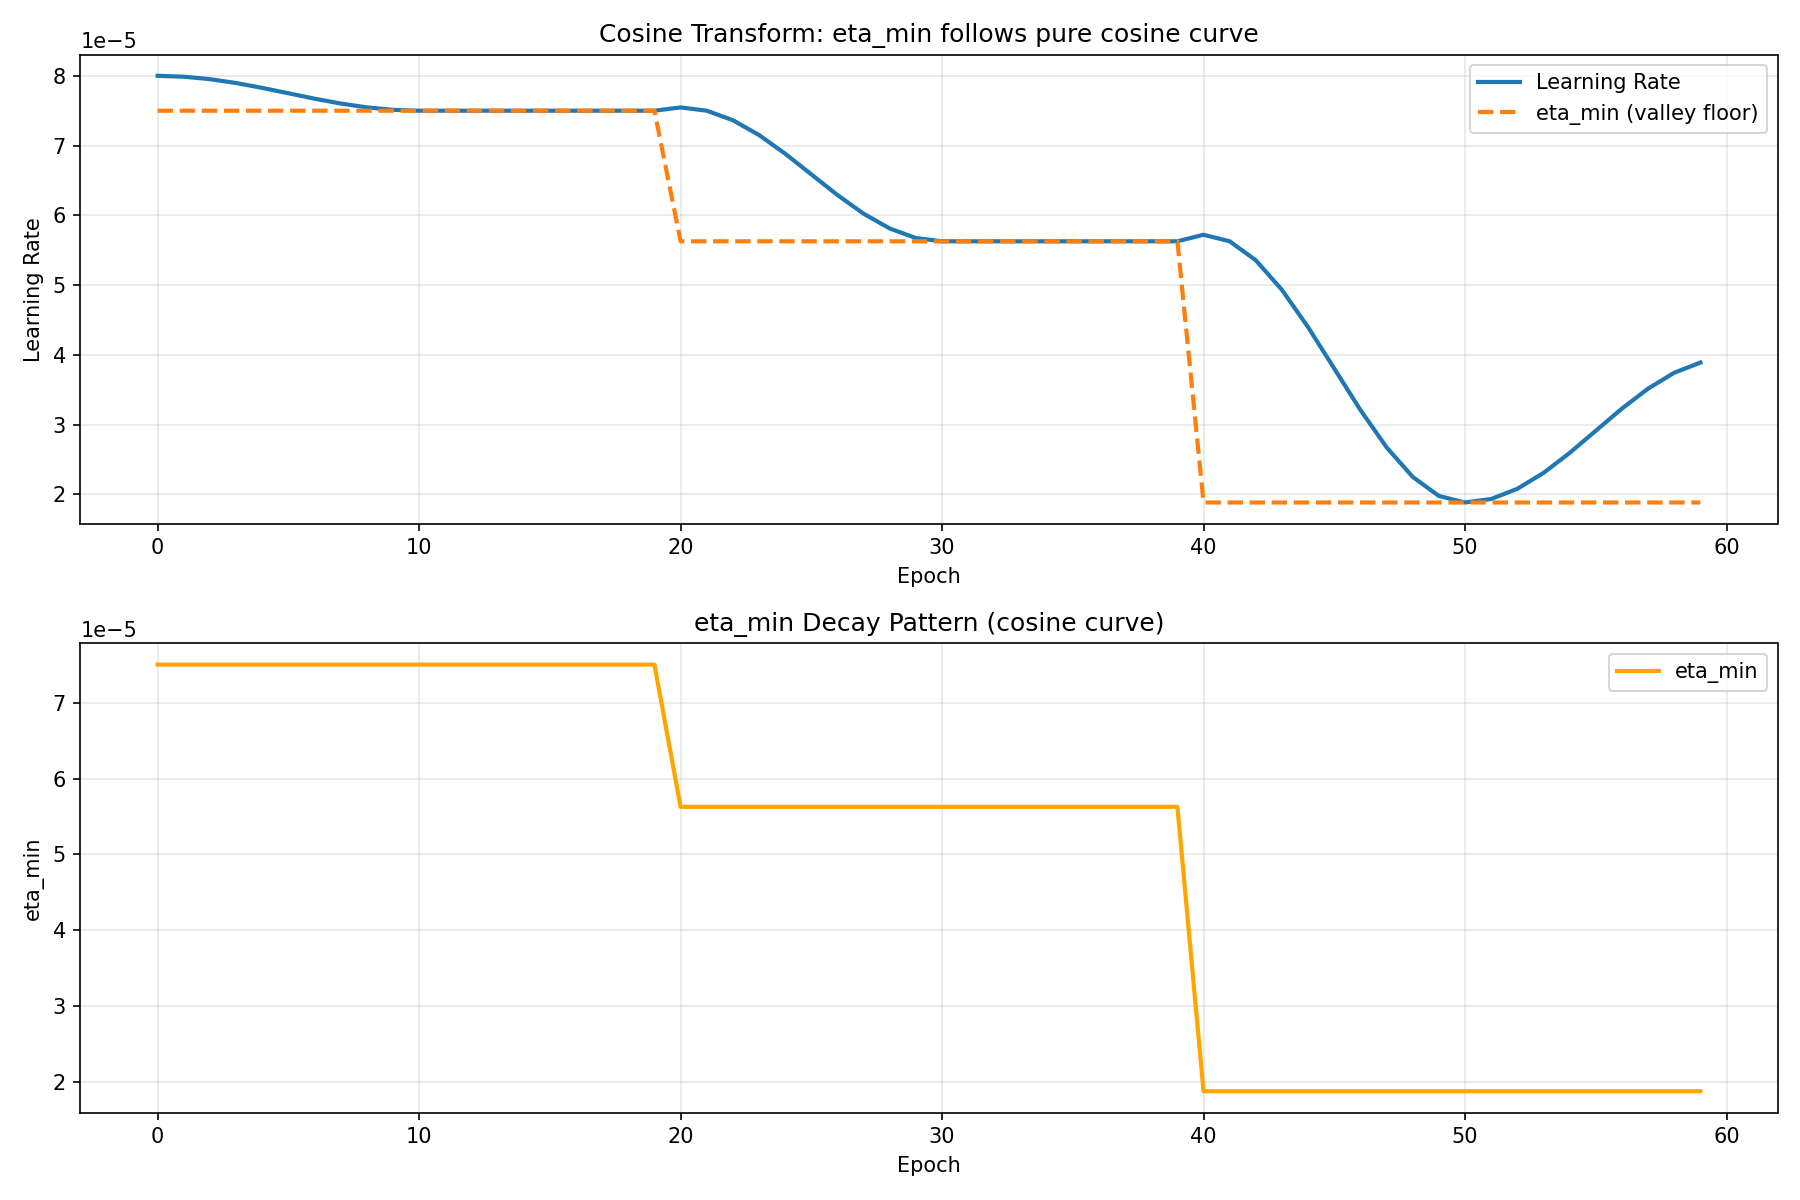 Cosine Transform: eta_min follows pure cosine curve
1e−5
8
7
6
5
4
3
2
Learning Rate
Learning Rate
eta_min (valley floor)
0 10 20 30 40 50 60
Epoch
eta_min Decay Pattern (cosine curve)
1e−5
7
6
5
4
3
2
eta_min
eta_min
0 10 20 30 40 50 60
Epoch